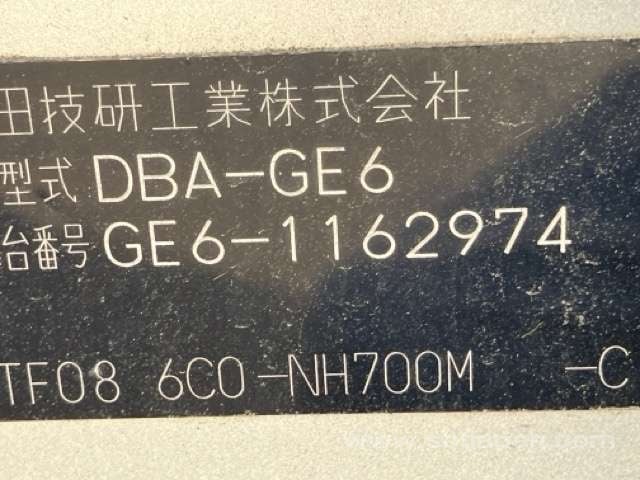 田技研工業株式会社
型式 DBA-GE6
台番号 GE6-1162974
TF08 6C0-NH700M -C